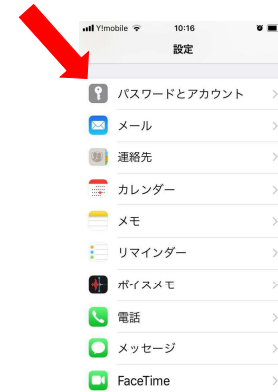 Y!mobile 10:16
設定
パスワードとアカウント
メール
連絡先
カレンダー
メモ
リマインダー
ボイスメモ
電話
メッセージ
FaceTime